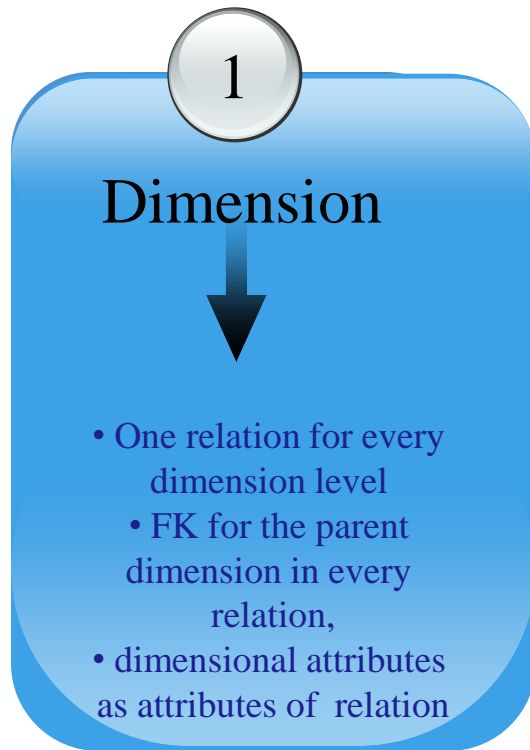 1
Dimension
• One relation for every
dimension level
• FK for the parent
dimension in every
relation,
• dimensional attributes
as attributes of relation